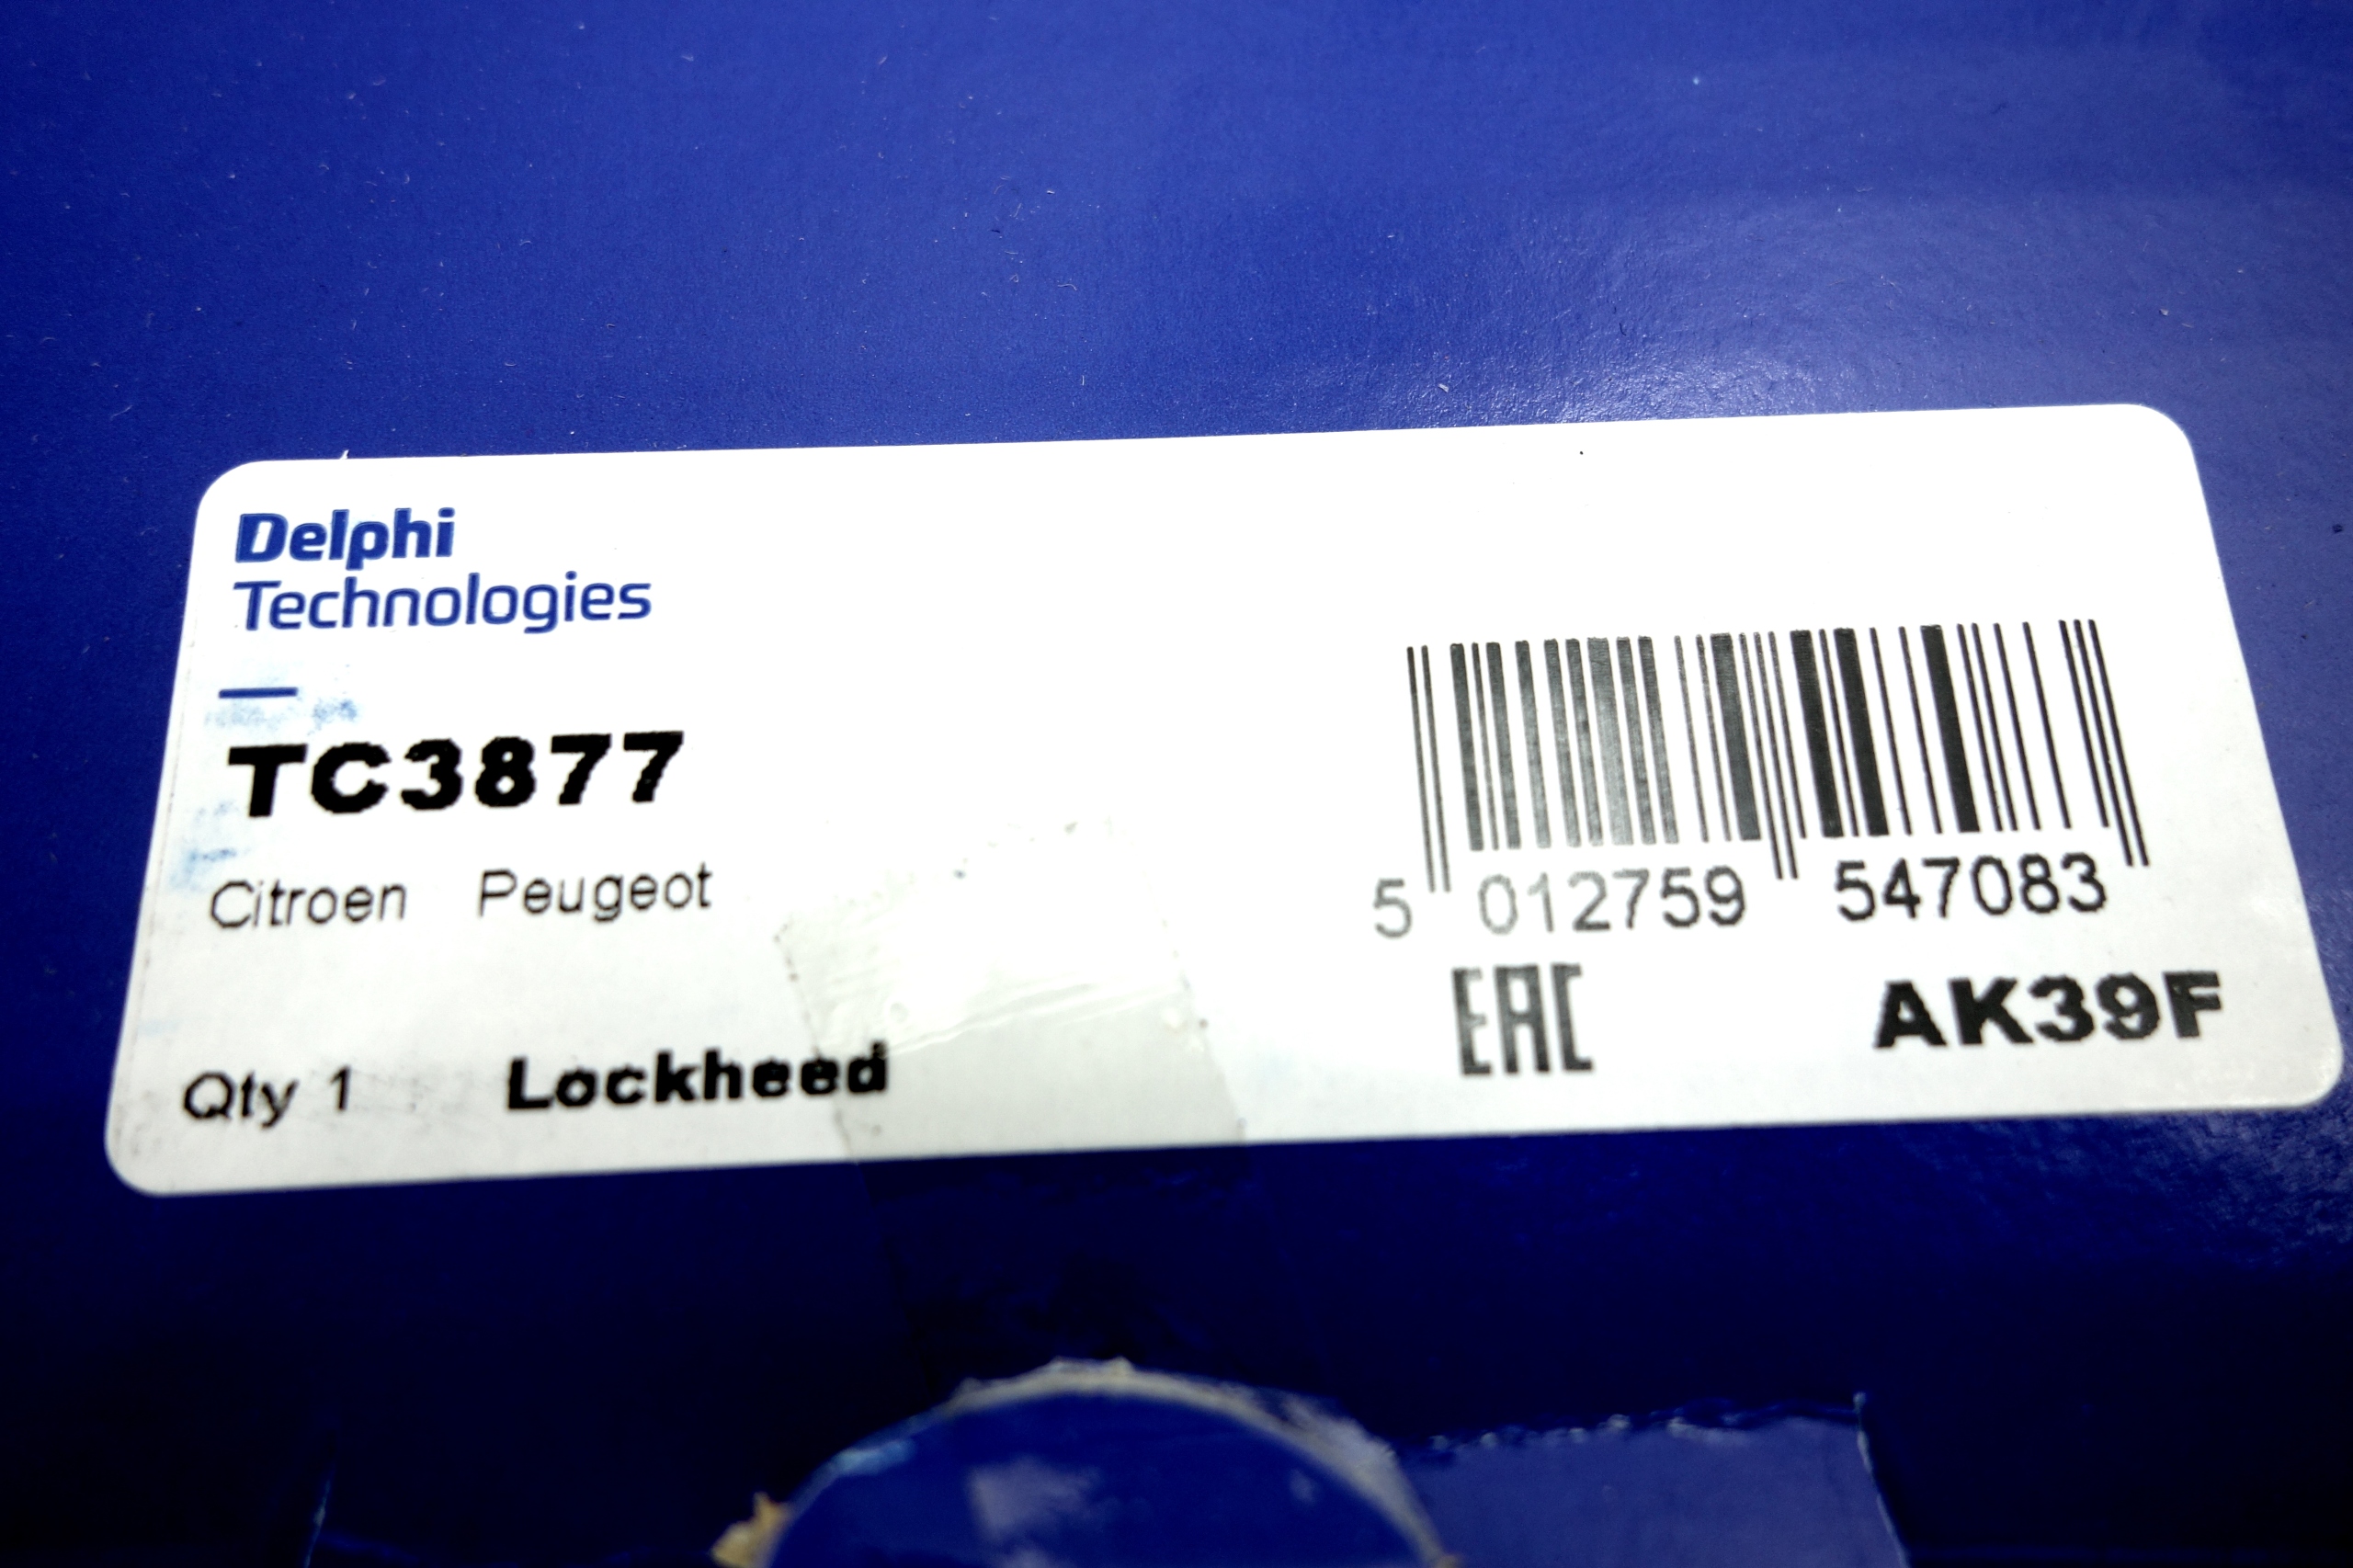 Delphi
Technologies
TC3877
Citroen Peugeot
Qty 1 Lockheed
5 012759 547083
EAC AK39F